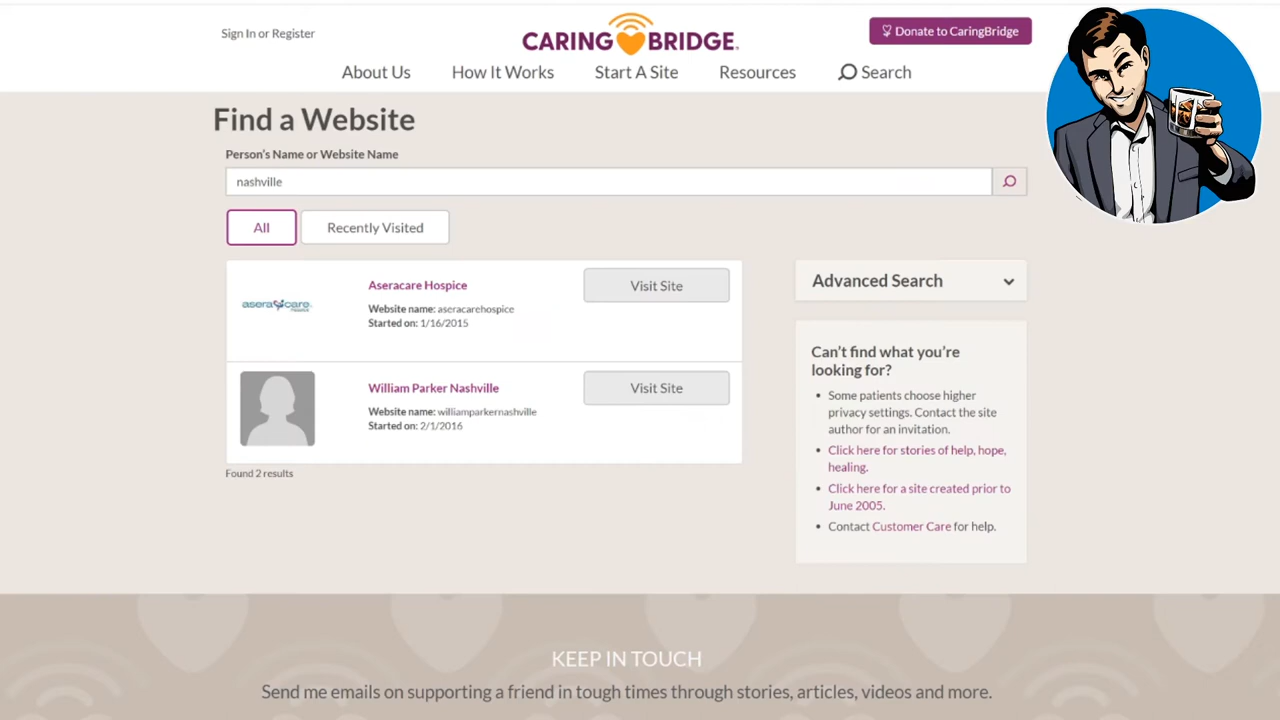 Sign In or Register
CARING BRIDGE
Donate to CaringBridge
About Us
How It Works
Start A Site
Resources
Search
Find a Website
Person's Name or Website Name
nashville
All
Recently Visited
asera care
Aseracare Hospice
Website name: aseracarehospice
Started on: 1/16/2015
Visit Site
William Parker Nashville
Website name: williamparkernashville
Started on: 2/1/2016
Visit Site
Found 2 results
Advanced Search
Can't find what you're
looking for?
• Some patients choose higher
privacy settings. Contact the site
author for an invitation.
• Click here for stories of help, hope,
healing.
• Click here for a site created prior to
June 2005.
• Contact Customer Care for help.
KEEP IN TOUCH
Send me emails on supporting a friend in tough times through stories, articles, videos and more.